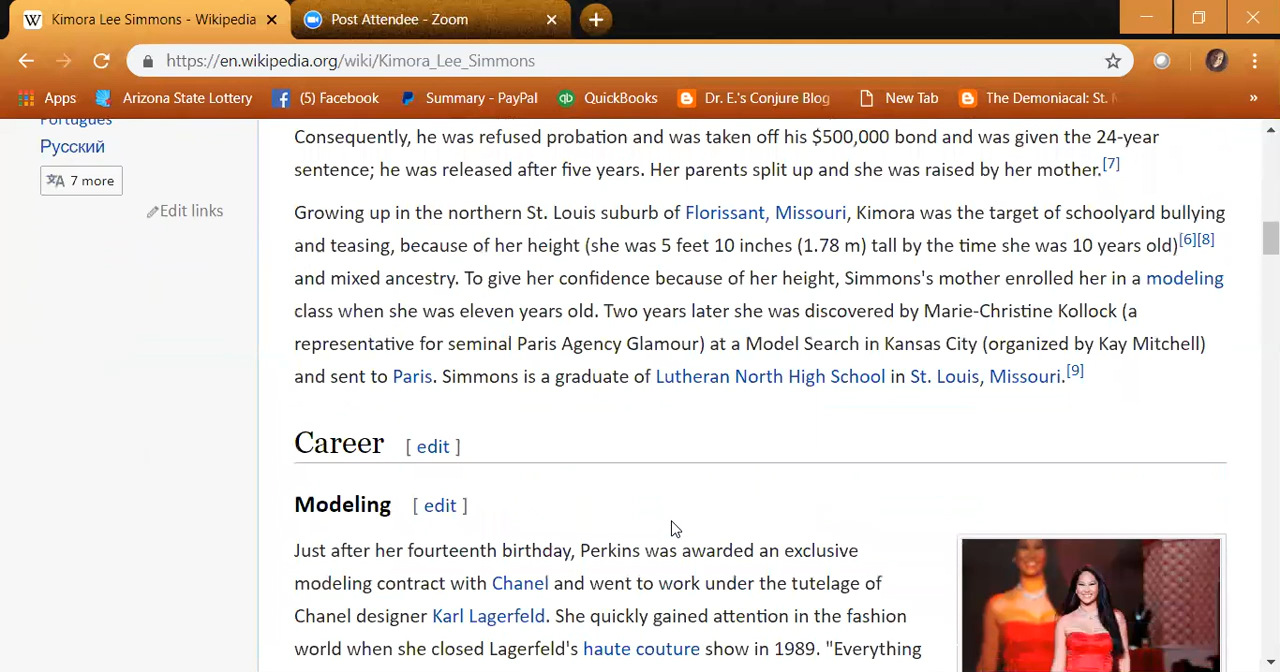 Kimora Lee Simmons - Wikipedia
Post Attendee - Zoom
https://en.wikipedia.org/wiki/Kimora_Lee_Simmons
Apps Arizona State Lottery (5) Facebook Summary - PayPal QuickBooks Dr. E.'s Conjure Blog New Tab The Demoniacal: St. »
Português
Русский
7 more
Edit links
Consequently, he was refused probation and was taken off his $500,000 bond and was given the 24-year
sentence; he was released after five years. Her parents split up and she was raised by her mother.[7]
Growing up in the northern St. Louis suburb of Florissant, Missouri, Kimora was the target of schoolyard bullying
and teasing, because of her height (she was 5 feet 10 inches (1.78 m) tall by the time she was 10 years old)[6][8]
and mixed ancestry. To give her confidence because of her height, Simmons's mother enrolled her in a modeling
class when she was eleven years old. Two years later she was discovered by Marie-Christine Kollock (a
representative for seminal Paris Agency Glamour) at a Model Search in Kansas City (organized by Kay Mitchell)
and sent to Paris. Simmons is a graduate of Lutheran North High School in St. Louis, Missouri.[9]
Career [ edit ]
Modeling [ edit ]
Just after her fourteenth birthday, Perkins was awarded an exclusive
modeling contract with Chanel and went to work under the tutelage of
Chanel designer Karl Lagerfeld. She quickly gained attention in the fashion
world when she closed Lagerfeld's haute couture show in 1989. "Everything